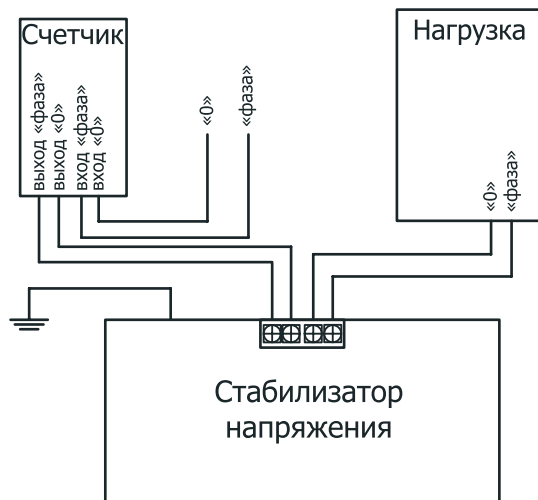 Счетчик
выход «фаза»
выход «0»
вход «фаза»
вход «0»
«0»
«фаза»
Нагрузка
«0»
«фаза»
Стабилизатор
напряжения